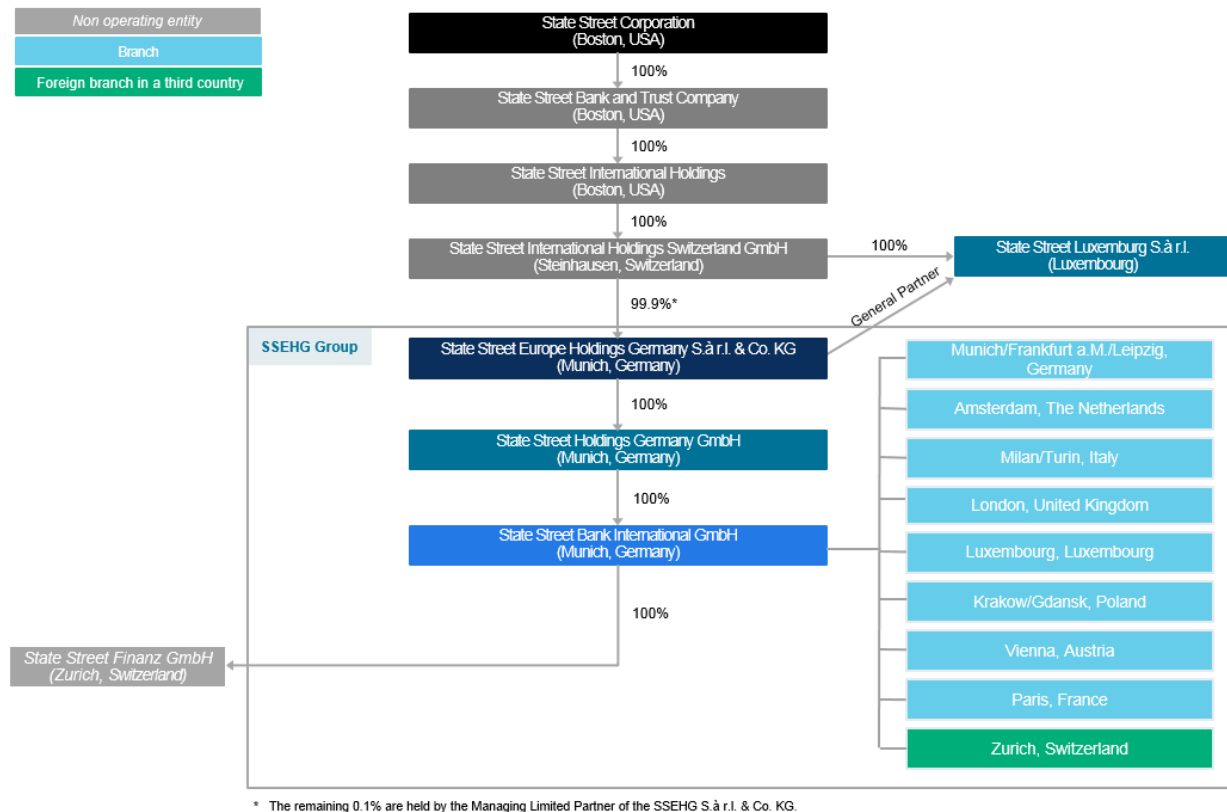 Non operating entity
Branch
Foreign branch in a third country
State Street Corporation
(Boston, USA)
100%
State Street Bank and Trust Company
(Boston, USA)
100%
State Street International Holdings
(Boston, USA)
100%
State Street International Holdings Switzerland GmbH
(Steinhausen, Switzerland)
100%
State Street Luxemburg S.à r.l.
(Luxembourg)
99.9%*
General Partner
SSEHG Group
State Street Europe Holdings Germany S.à r.l. & Co. KG
(Munich, Germany)
100%
State Street Holdings Germany GmbH
(Munich, Germany)
100%
State Street Bank International GmbH
(Munich, Germany)
100%
State Street Finanz GmbH
(Zurich, Switzerland)
Munich/Frankfurt a.M./Leipzig,
Germany
Amsterdam, The Netherlands
Milan/Turin, Italy
London, United Kingdom
Luxembourg, Luxembourg
Krakow/Gdansk, Poland
Vienna, Austria
Paris, France
Zurich, Switzerland
* The remaining 0.1% are held by the Managing Limited Partner of the SSEHG S.à r.l. & Co. KG.